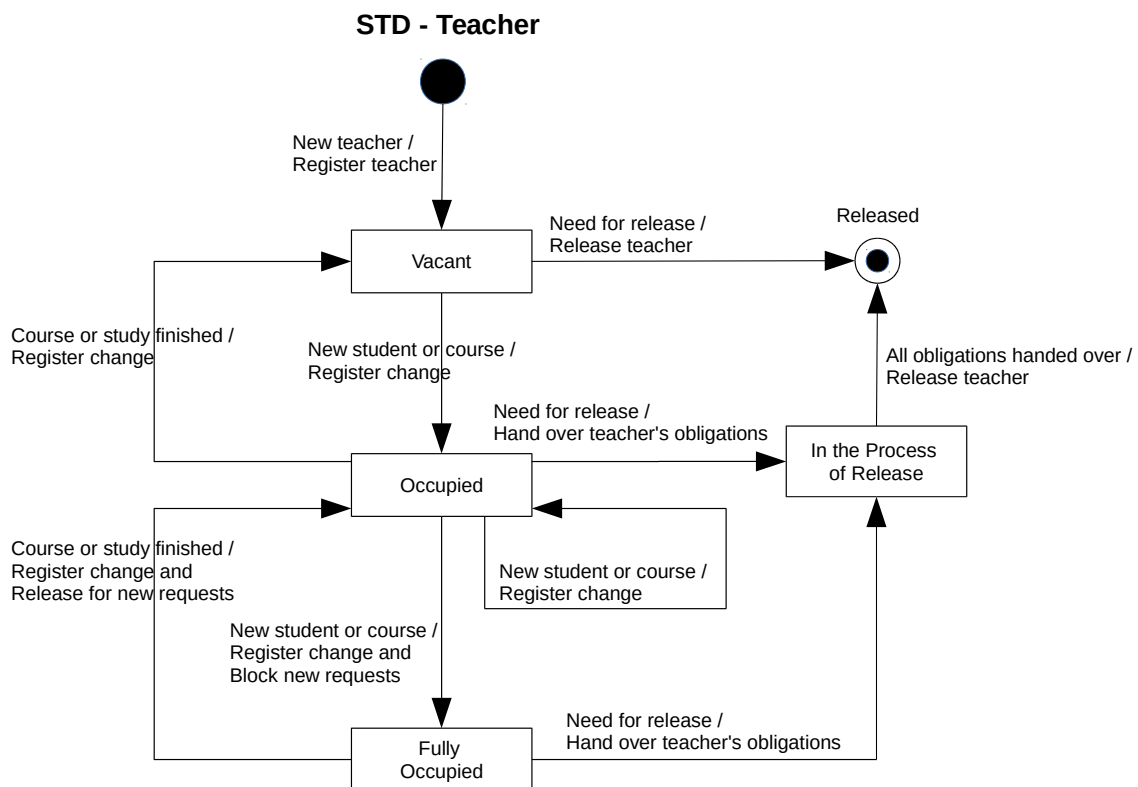 STD - Teacher
New teacher /
Register teacher
Released
Need for release /
Release teacher
Vacant
Course or study finished /
Register change
New student or course /
Register change
All obligations handed over /
Release teacher
Need for release /
Hand over teacher's obligations
In the Process
of Release
Occupied
Course or study finished /
Register change and
Release for new requests
New student or course /
Register change
New student or course /
Register change and
Block new requests
Need for release /
Hand over teacher's obligations
Fully
Occupied